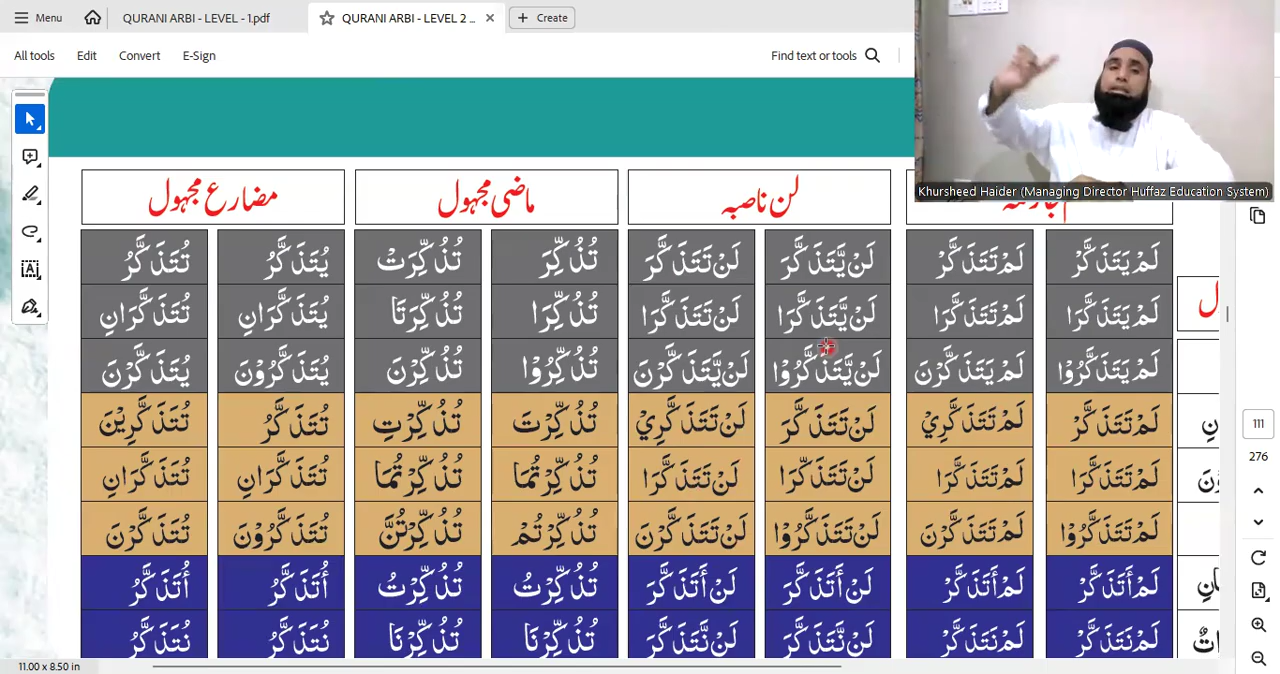 Menu QURANI ARBI - LEVEL - 1.pdf QURANI ARBI - LEVEL 2 ... Create
All tools Edit Convert E-Sign Find text or tools
Khursheed Haider (Managing Director Huffaz Education System)
لن ناصبہ ماضی مجہول مضارع مجہول
لَمْ يَتَذَكَّرْ لَمْ تَتَذَكَّرْ لَنْ يَّتَذَكَّرَ لَنْ تَتَذَكَّرَ تُذُكِّرَ تُذُكِّرَتْ يُتَذَكَّرُ تُتَذَكَّرُ
لَمْ يَتَذَكَّرَا لَمْ تَتَذَكَّرَا لَنْ يَّتَذَكَّرَا لَنْ تَتَذَكَّرَا تُذُكِّرَا تُذُكِّرَتَا يُتَذَكَّرَانِ تُتَذَكَّرَانِ
لَمْ يَتَذَكَّرُوْا لَمْ يَتَذَكَّرْنَ لَنْ يَّتَذَكَّرُوْا لَنْ يَّتَذَكَّرْنَ تُذُكِّرُوْا تُذُكِّرْنَ يُتَذَكَّرُوْنَ يُتَذَكَّرْنَ
لَمْ تَتَذَكَّرْ لَمْ تَتَذَكَّرِيْ لَنْ تَتَذَكَّرَ لَنْ تَتَذَكَّرِيْ تُذُكِّرْتَ تُذُكِّرْتِ تُتَذَكَّرُ تُتَذَكَّرِيْنَ
لَمْ تَتَذَكَّرَا لَمْ تَتَذَكَّرَا لَنْ تَتَذَكَّرَا لَنْ تَتَذَكَّرَا تُذُكِّرْتُمَا تُذُكِّرْتُمَا تُتَذَكَّرَانِ تُتَذَكَّرَانِ
لَمْ تَتَذَكَّرُوْا لَمْ تَتَذَكَّرْنَ لَنْ تَتَذَكَّرُوْا لَنْ تَتَذَكَّرْنَ تُذُكِّرْتُمْ تُذُكِّرْتُنَّ تُتَذَكَّرُوْنَ تُتَذَكَّرْنَ
لَمْ أَتَذَكَّرْ لَمْ أَتَذَكَّرْ لَنْ أَتَذَكَّرَ لَنْ أَتَذَكَّرَ تُذُكِّرْتُ تُذُكِّرْتُ أُتَذَكَّرُ أُتَذَكَّرُ
لَمْ نَتَذَكَّرْ لَمْ نَتَذَكَّرْ لَنْ نَّتَذَكَّرَ لَنْ نَّتَذَكَّرَ تُذُكِّرْنَا تُذُكِّرْنَا نُتَذَكَّرُ نُتَذَكَّرُ
111
276
11.00 x 8.50 in